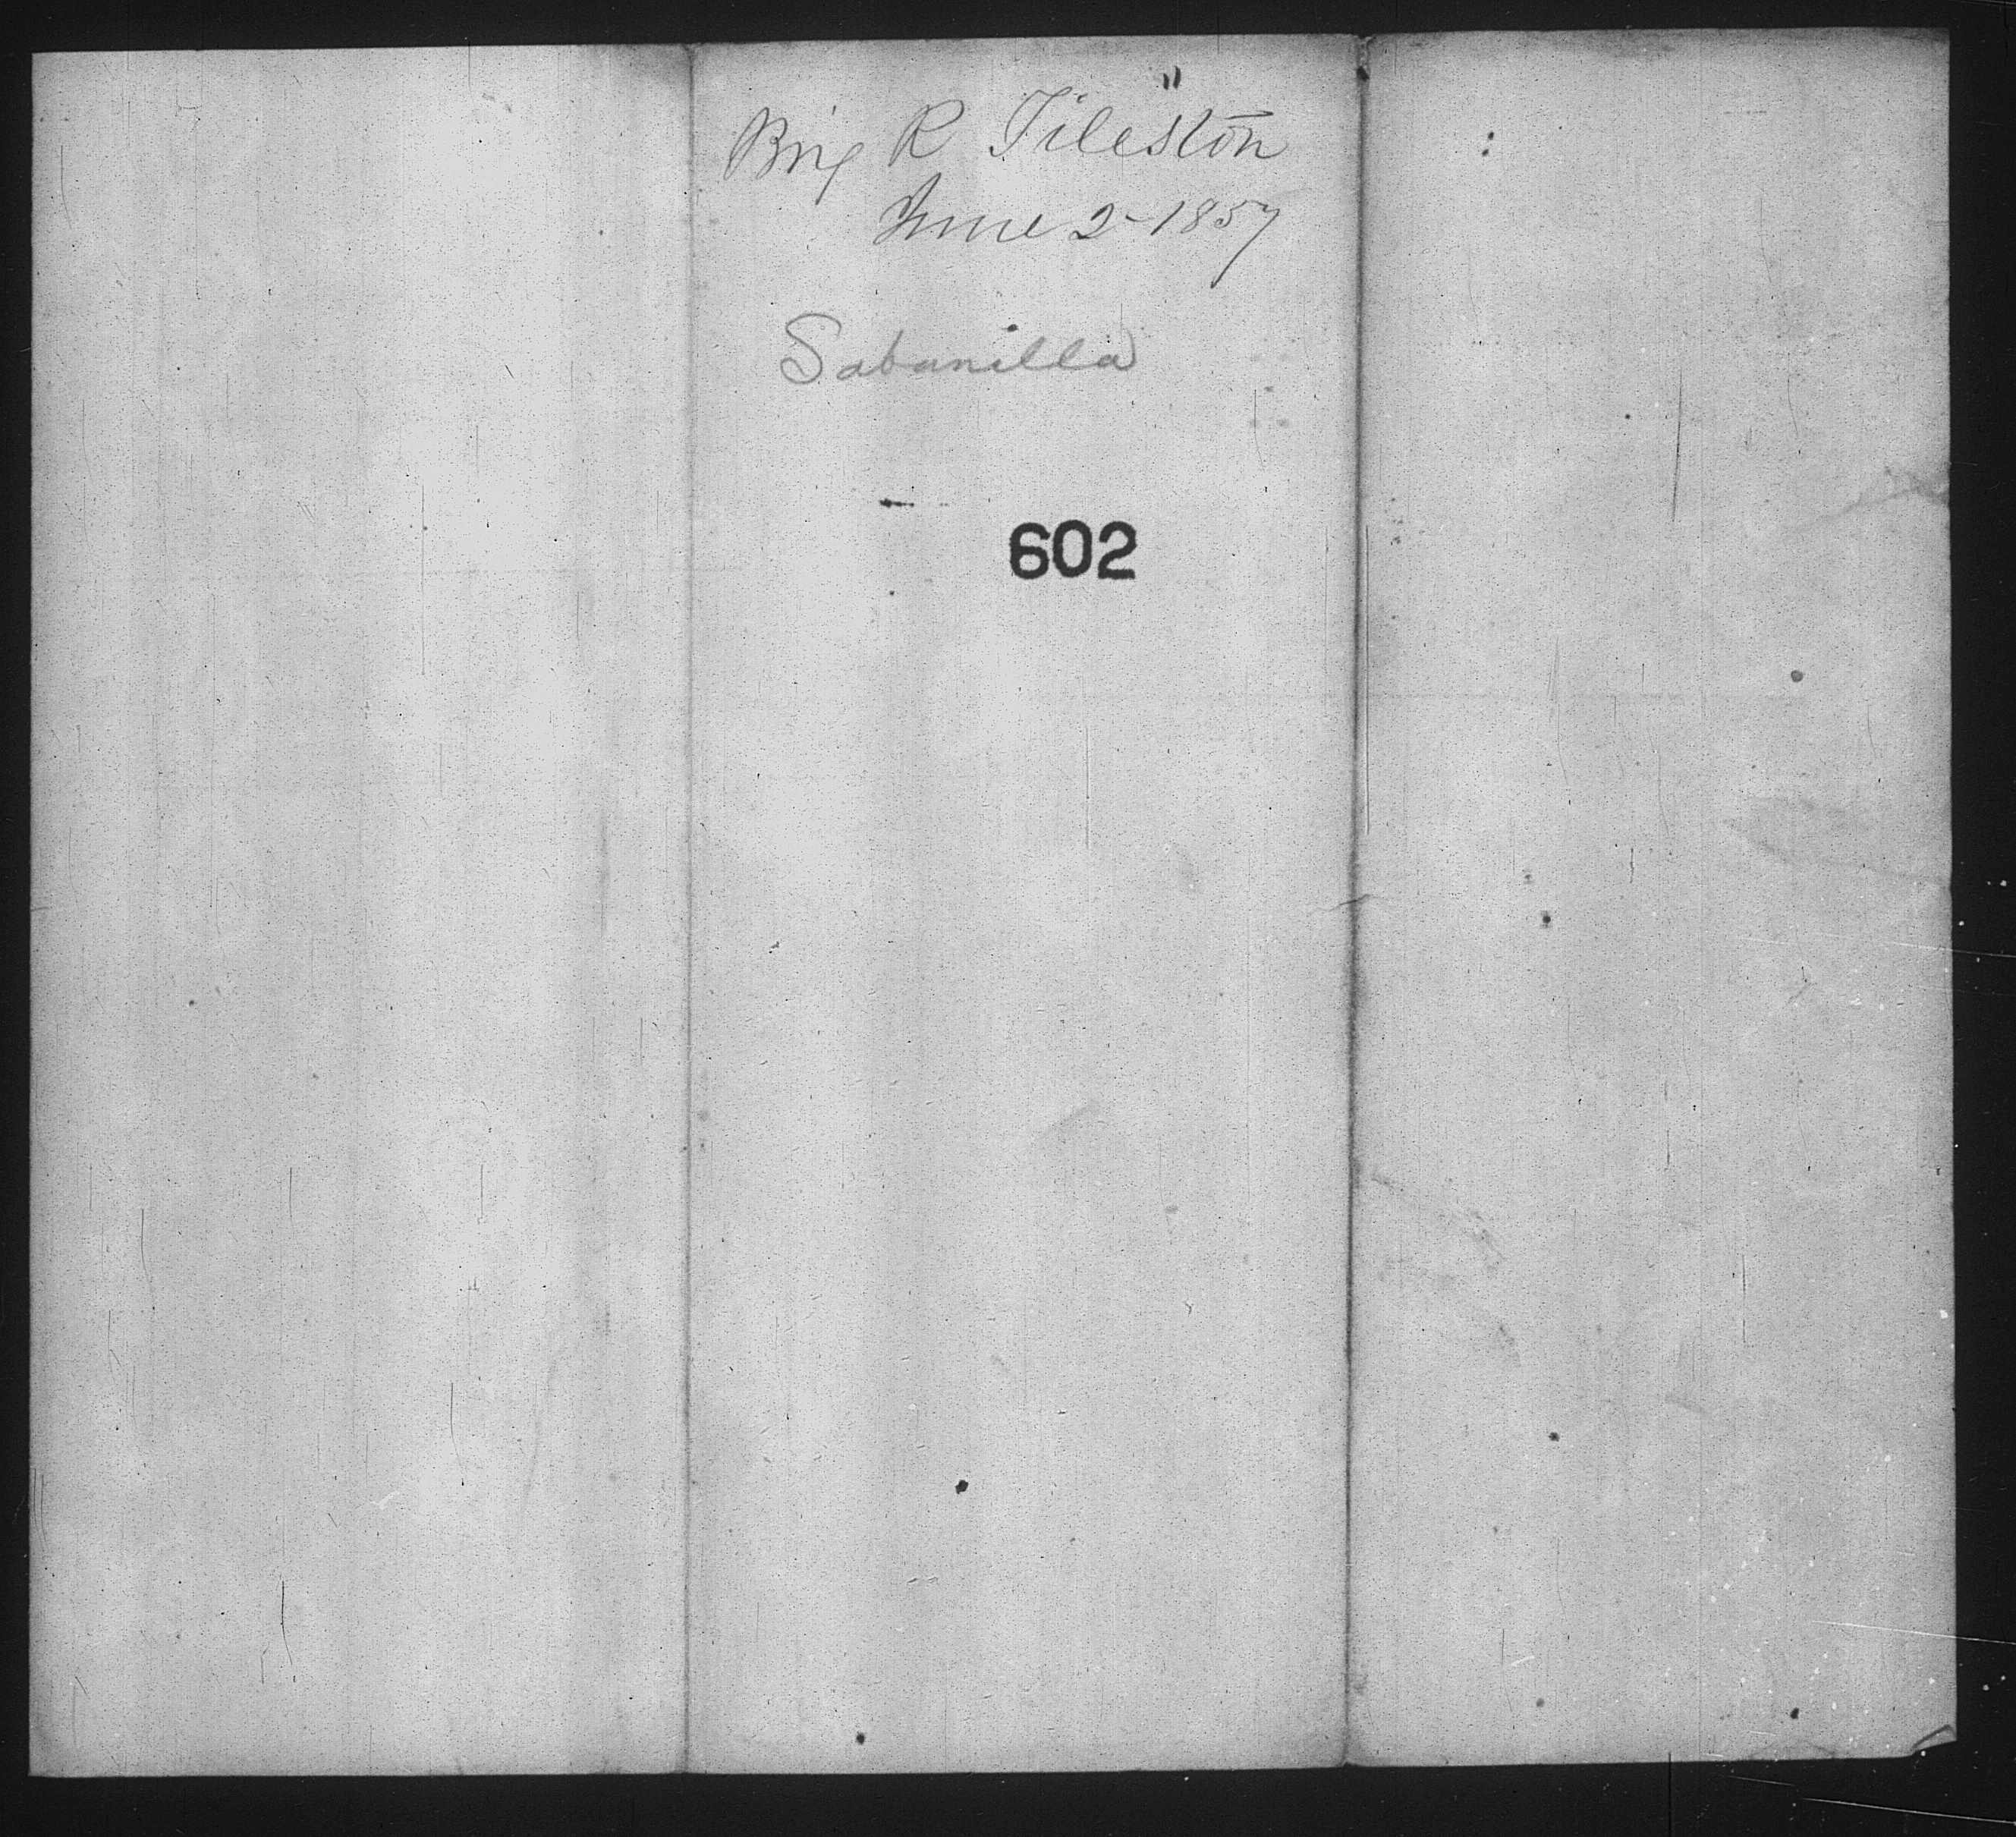 Brig R Tileston
June 2-1857
Sabanilla
602